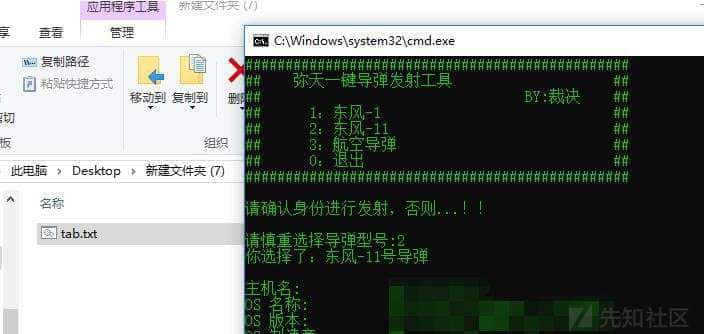 应用程序工具
新建文件夹 (7)
共享
查看
管理
复制路径
粘贴快捷方式
移动到
复制到
删除
组织
此电脑
Desktop
新建文件夹 (7)
名称
tab.txt
C:\Windows\system32\cmd.exe
################################################
## 弥天一键导弹发射工具 ##
## BY:裁决 ##
## 1：东风-1 ##
## 2：东风-11 ##
## 3：航空导弹 ##
## 0：退出 ##
################################################
请确认身份进行发射，否则...！！
请慎重选择导弹型号:2
你选择了：东风-11号导弹
主机名:
OS 名称:
OS 版本:
OS 制造商
先知社区